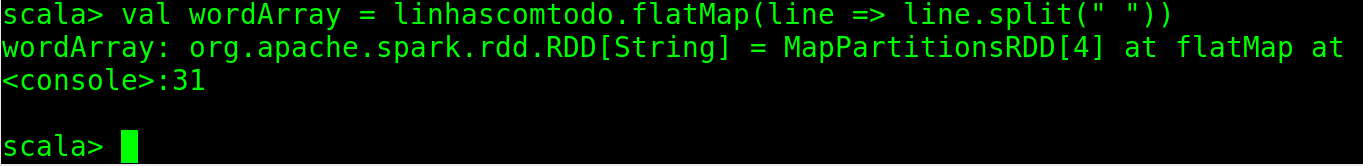 scala> val wordArray = linhascomtodo.flatMap(line => line.split(" "))
wordArray: org.apache.spark.rdd.RDD[String] = MapPartitionsRDD[4] at flatMap at
<console>:31
scala>